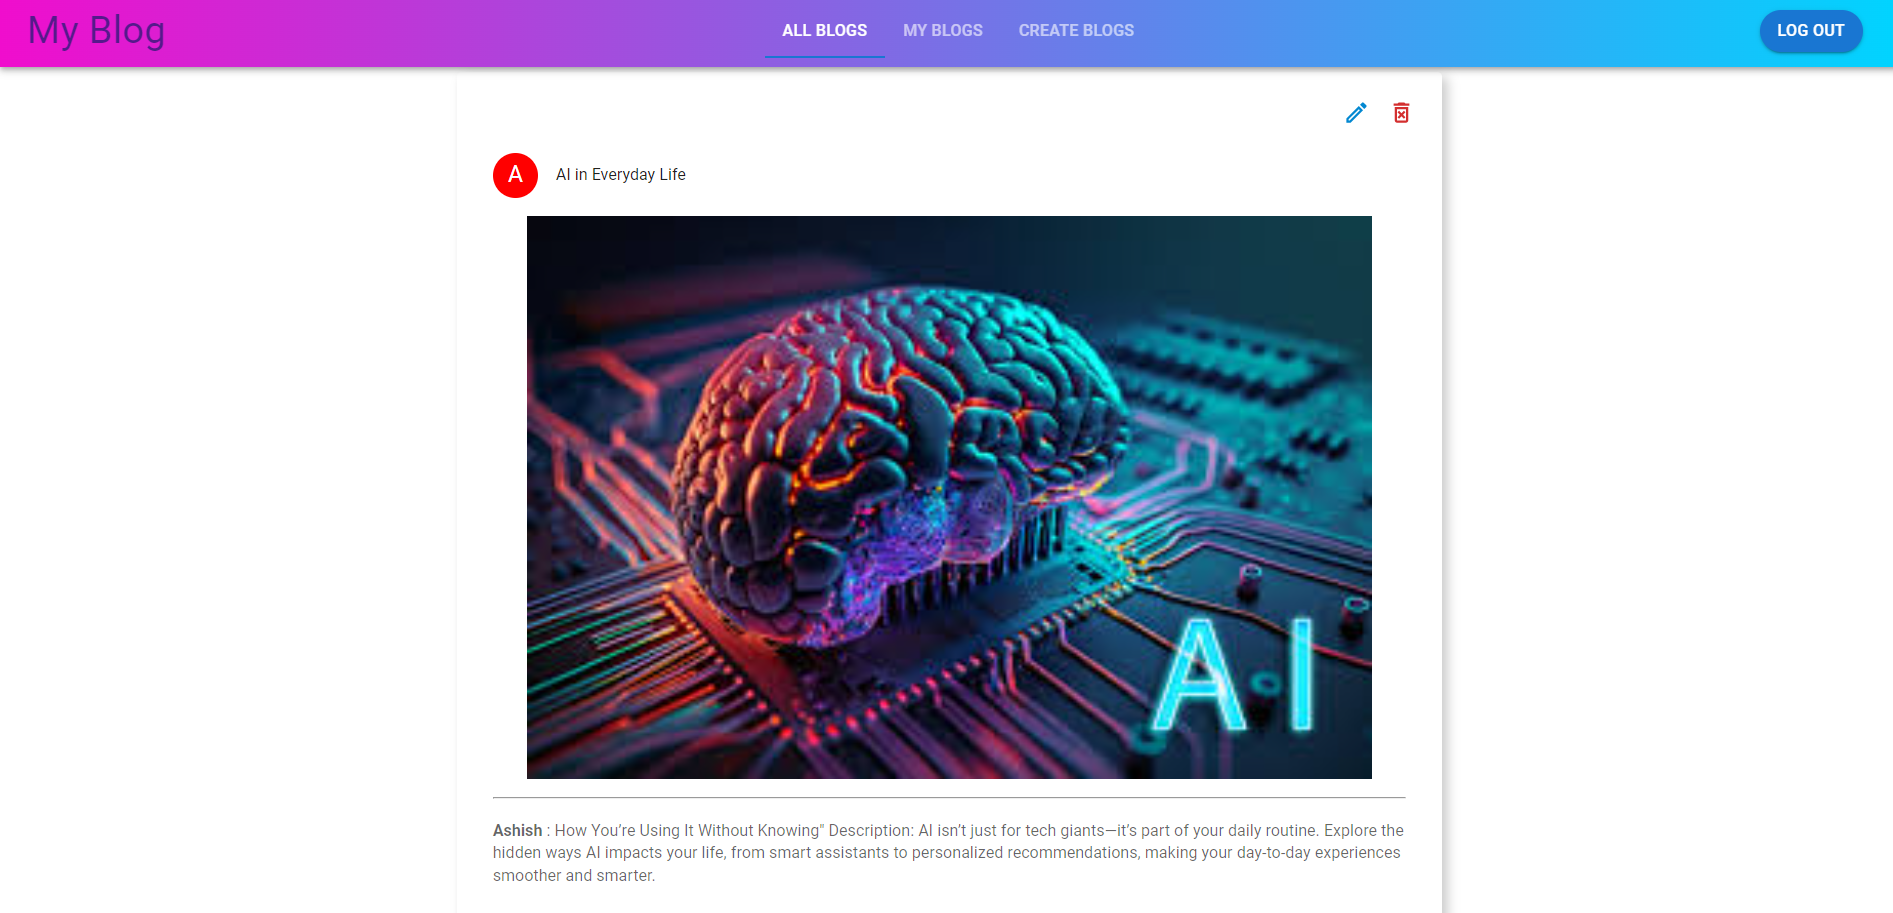 My Blog
ALL BLOGS
MY BLOGS
CREATE BLOGS
LOG OUT
A
AI in Everyday Life
AI
Ashish : How You’re Using It Without Knowing" Description: AI isn’t just for tech giants—it’s part of your daily routine. Explore the
hidden ways AI impacts your life, from smart assistants to personalized recommendations, making your day-to-day experiences
smoother and smarter.